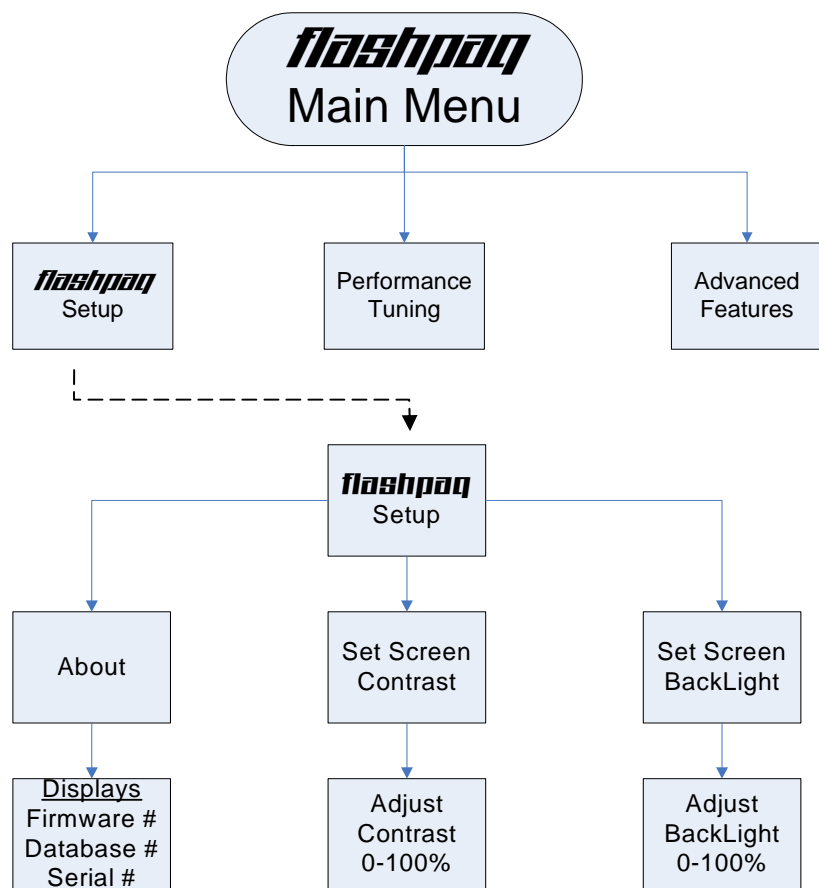 flashpaq
Main Menu
flashpaq
Setup
Performance
Tuning
Advanced
Features
flashpaq
Setup
About
Set Screen
Contrast
Set Screen
BackLight
Displays
Firmware #
Database #
Serial #
Adjust
Contrast
0-100%
Adjust
BackLight
0-100%